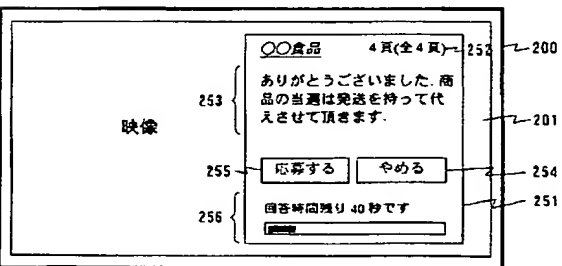 〇〇食品 4頁(全4頁) 252 200
ありがとうございました. 商
品の当選は発送を持って代
えさせて頂きます.
253
映像
201
255 応募する やめる 254
251
256
回答時間残り 40 秒です